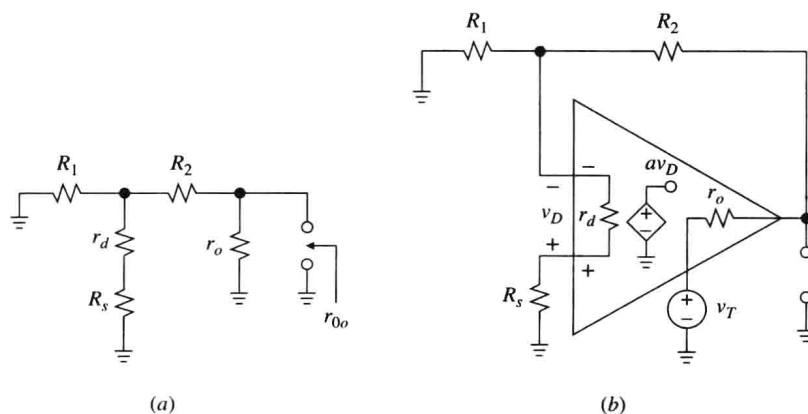 R1
R2
rd
ro
Rs
r0o
(a)
R1
R2
−
−
avD
+
−
ro
vD
rd
+
+
Rs
+
−
vT
(b)